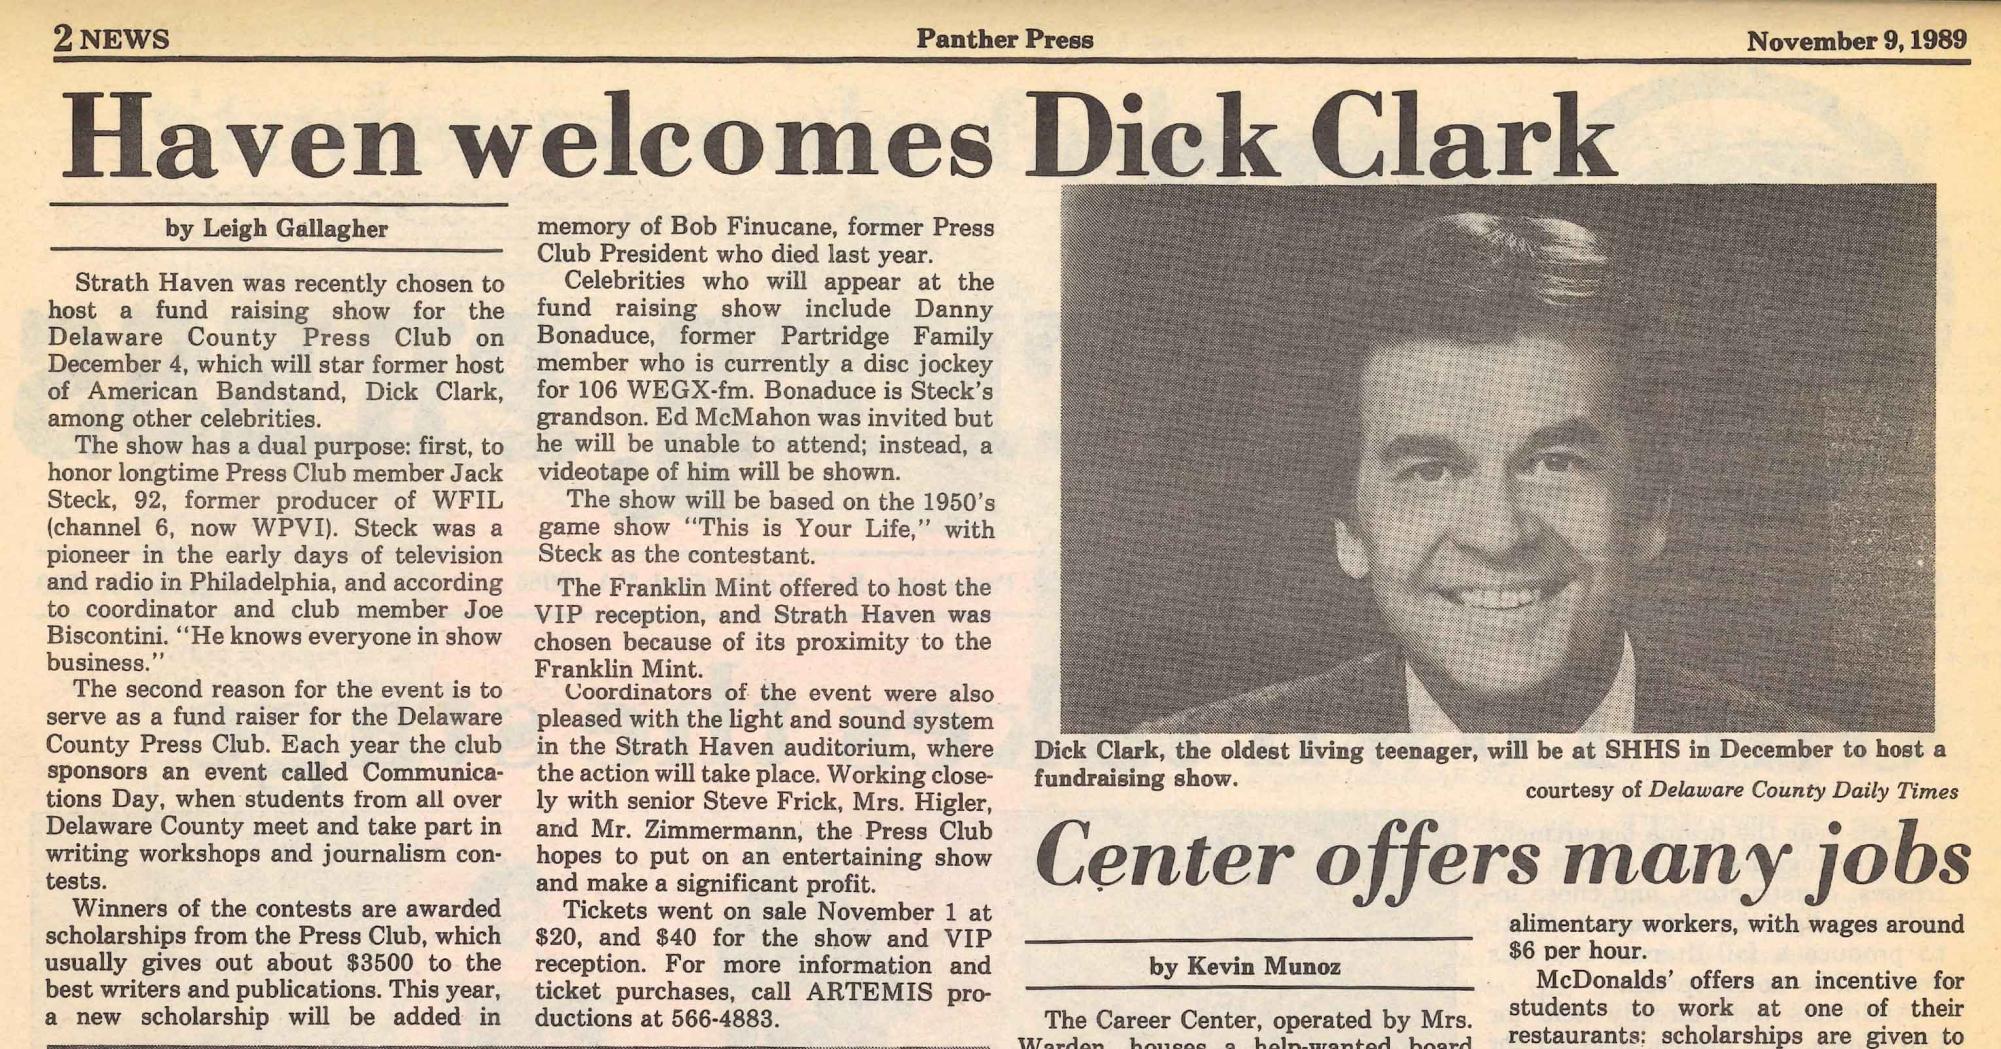 2 NEWS
Panther Press
November 9, 1989
Haven welcomes Dick Clark
by Leigh Gallagher
Strath Haven was recently chosen to
host a fund raising show for the
Delaware County Press Club on
December 4, which will star former host
of American Bandstand, Dick Clark,
among other celebrities.
The show has a dual purpose: first, to
honor longtime Press Club member Jack
Steck, 92, former producer of WFIL
(channel 6, now WPVI). Steck was a
pioneer in the early days of television
and radio in Philadelphia, and according
to coordinator and club member Joe
Biscontini. "He knows everyone in show
business."
The second reason for the event is to
serve as a fund raiser for the Delaware
County Press Club. Each year the club
sponsors an event called Communica-
tions Day, when students from all over
Delaware County meet and take part in
writing workshops and journalism con-
tests.
Winners of the contests are awarded
scholarships from the Press Club, which
usually gives out about $3500 to the
best writers and publications. This year,
a new scholarship will be added in
memory of Bob Finucane, former Press
Club President who died last year.
Celebrities who will appear at the
fund raising show include Danny
Bonaduce, former Partridge Family
member who is currently a disc jockey
for 106 WEGX-fm. Bonaduce is Steck's
grandson. Ed McMahon was invited but
he will be unable to attend; instead, a
videotape of him will be shown.
The show will be based on the 1950's
game show "This is Your Life," with
Steck as the contestant.
The Franklin Mint offered to host the
VIP reception, and Strath Haven was
chosen because of its proximity to the
Franklin Mint.
Coordinators of the event were also
pleased with the light and sound system
in the Strath Haven auditorium, where
the action will take place. Working close-
ly with senior Steve Frick, Mrs. Higler,
and Mr. Zimmermann, the Press Club
hopes to put on an entertaining show
and make a significant profit.
Tickets went on sale November 1 at
$20, and $40 for the show and VIP
reception. For more information and
ticket purchases, call ARTEMIS pro-
ductions at 566-4883.
Dick Clark, the oldest living teenager, will be at SHHS in December to host a
fundraising show.
courtesy of Delaware County Daily Times
Center offers many jobs
by Kevin Munoz
The Career Center, operated by Mrs.
Warden, houses a help-wanted board
alimentary workers, with wages around
$6 per hour.
McDonalds' offers an incentive for
students to work at one of their
restaurants: scholarships are given to